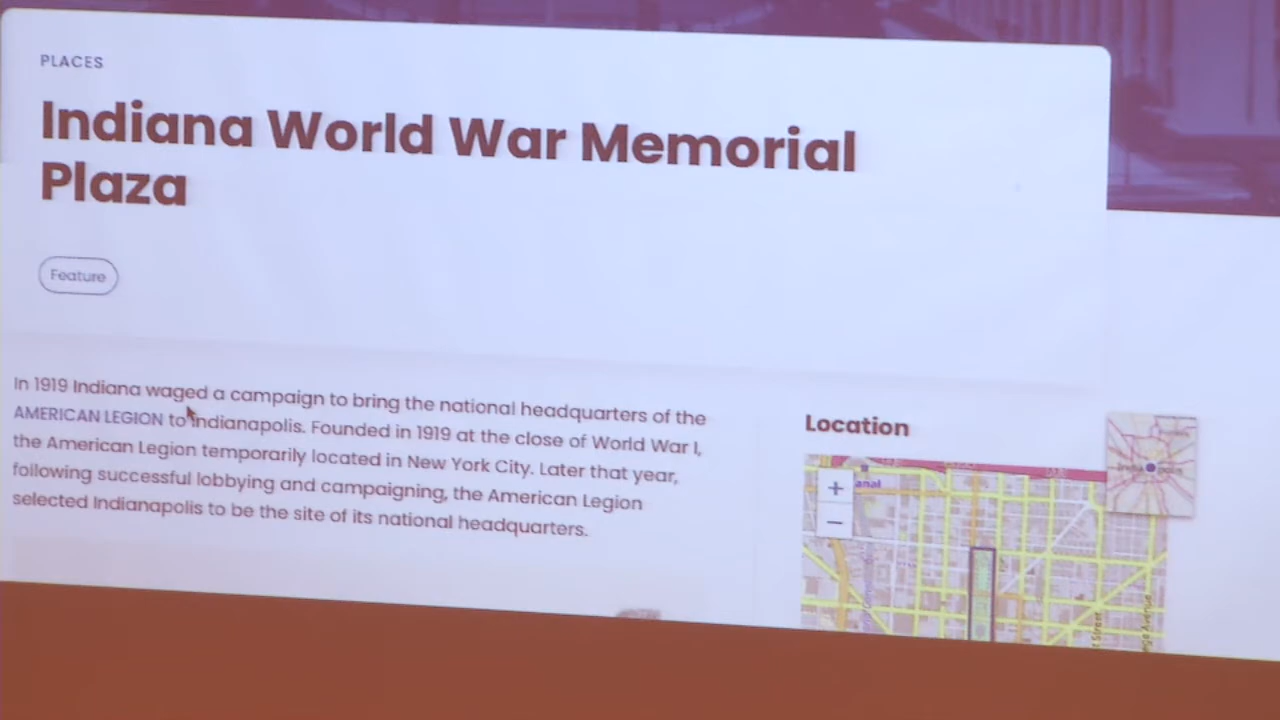 PLACES
Indiana World War Memorial
Plaza
Feature
In 1919 Indiana waged a campaign to bring the national headquarters of the
AMERICAN LEGION to Indianapolis. Founded in 1919 at the close of World War I,
the American Legion temporarily located in New York City. Later that year,
following successful lobbying and campaigning, the American Legion
selected Indianapolis to be the site of its national headquarters.
Location
+
anal
−